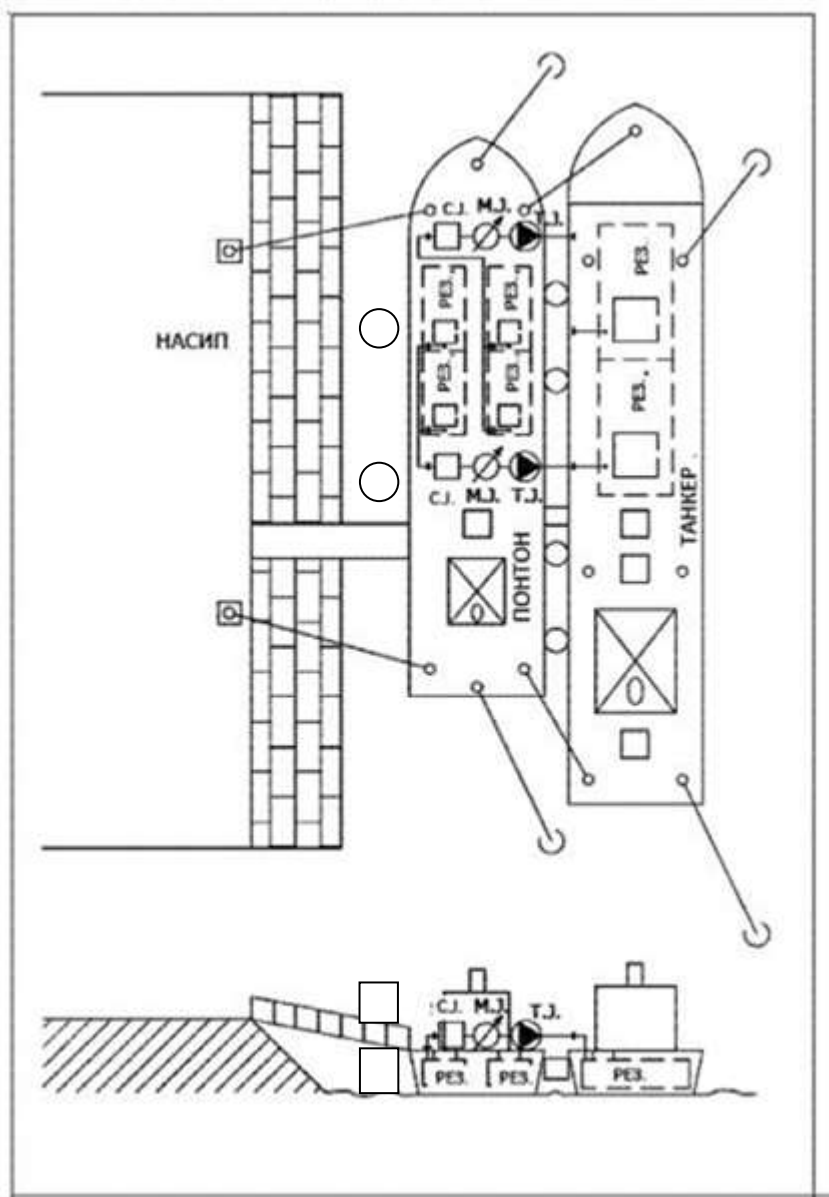 С.Ј. М.Ј. Т.Ј.
РЕЗ.
РЕЗ. РЕЗ.
НАСИП
РЕЗ. РЕЗ. РЕЗ.
ТАНКЕР
С.Ј. М.Ј. Т.Ј.
ПОНТОН
С.Ј. М.Ј. Т.Ј.
РЕЗ. РЕЗ. РЕЗ.